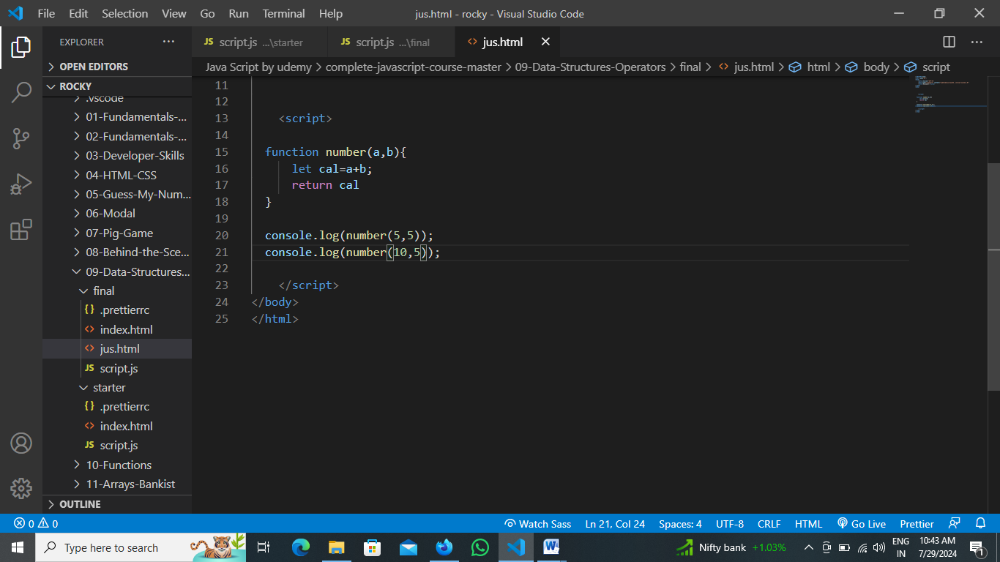 File Edit Selection View Go Run Terminal Help
jus.html - rocky - Visual Studio Code
EXPLORER
OPEN EDITORS
ROCKY
.vscode
01-Fundamentals-...
02-Fundamentals-...
03-Developer-Skills
04-HTML-CSS
05-Guess-My-Num...
06-Modal
07-Pig-Game
08-Behind-the-Sce...
09-Data-Structures...
final
{} .prettierrc
<> index.html
<> jus.html
JS script.js
starter
{} .prettierrc
<> index.html
JS script.js
10-Functions
11-Arrays-Bankist
OUTLINE
JS script.js ...\starter
JS script.js ...\final
<> jus.html
Java Script by udemy > complete-javascript-course-master > 09-Data-Structures-Operators > final > <> jus.html > html > body > script
11
12
13 <script>
14
15 function number(a,b){
16 let cal=a+b;
17 return cal
18 }
19
20 console.log(number(5,5));
21 console.log(number(10,5));
22
23 </script>
24 </body>
25 </html>
0 0
Watch Sass Ln 21, Col 24 Spaces: 4 UTF-8 CRLF HTML Go Live Prettier
Type here to search
W
Nifty bank +1.03%
ENG
IN
10:43 AM
7/29/2024
1